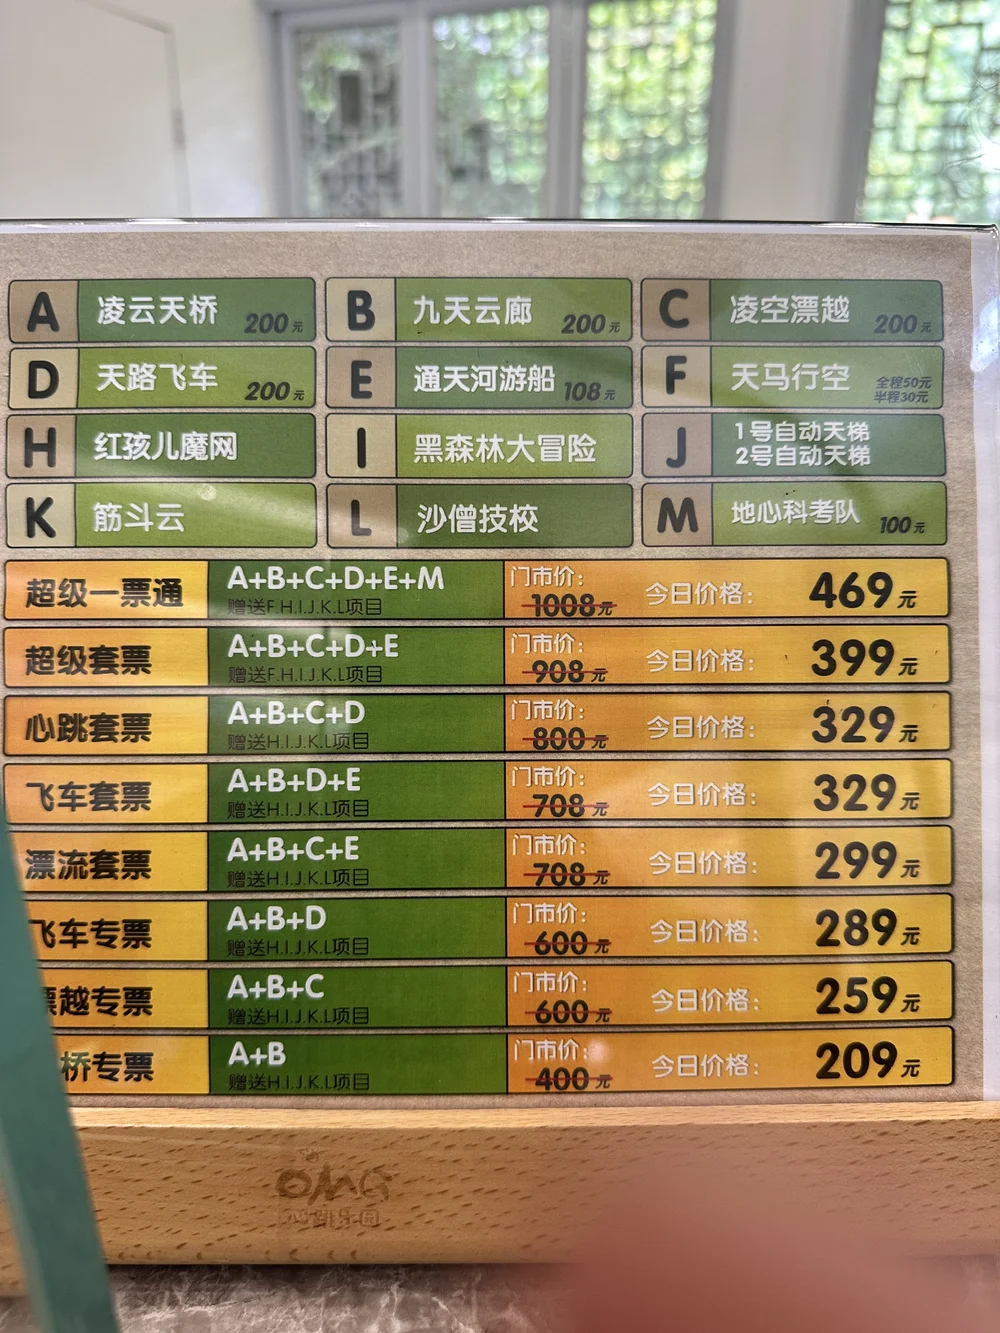 A 凌云天桥 200元
B 九天云廊 200元
C 凌空漂越 200元
D 天路飞车 200元
E 通天河游船 108元
F 天马行空 全程50元
半程30元
H 红孩儿魔网
I 黑森林大冒险
J 1号自动天梯
2号自动天梯
K 筋斗云
L 沙僧技校
M 地心科考队 100元
超级一票通 A+B+C+D+E+M 门市价: 今日价格: 469元
赠送F.H.I.J.K.L项目 1008元
超级套票 A+B+C+D+E 门市价: 今日价格: 399元
赠送F.H.I.J.K.L项目 908元
心跳套票 A+B+C+D 门市价: 今日价格: 329元
赠送H.I.J.K.L项目 800元
飞车套票 A+B+D+E 门市价: 今日价格: 329元
赠送H.I.J.K.L项目 708元
漂流套票 A+B+C+E 门市价: 今日价格: 299元
赠送H.I.J.K.L项目 708元
飞车专票 A+B+D 门市价: 今日价格: 289元
赠送H.I.J.K.L项目 600元
越专票 A+B+C 门市价: 今日价格: 259元
赠送H.I.J.K.L项目 600元
桥专票 A+B 门市价: 今日价格: 209元
赠送H.I.J.K.L项目 400元
OMG
心跳乐园